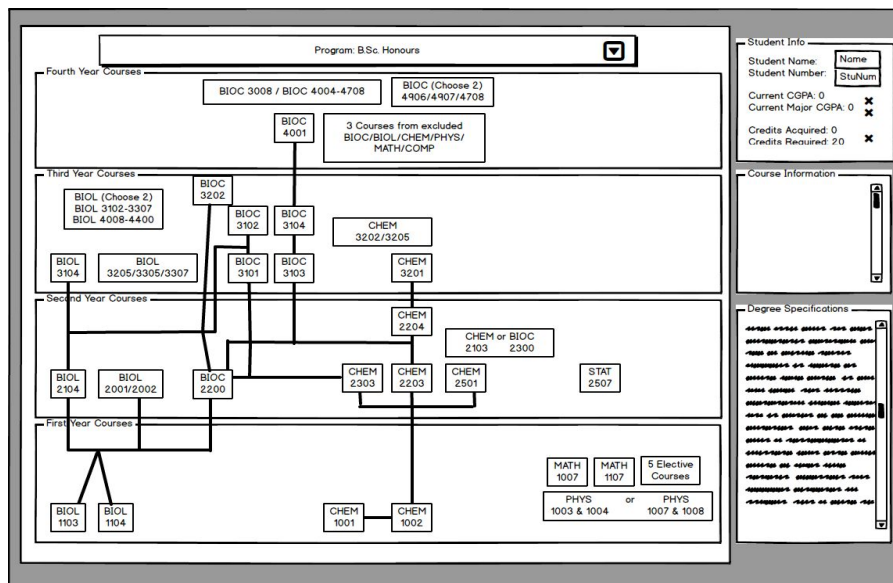 Program: B.Sc. Honours
Fourth Year Courses
BIOC 3008 / BIOC 4004-4708
BIOC (Choose 2)
4906/4907/4708
BIOC
4001
3 Courses from excluded
BIOC/BIOL/CHEM/PHYS/
MATH/COMP
Third Year Courses
BIOL (Choose 2)
BIOL 3102-3307
BIOL 4008-4400
BIOC
3202
BIOC
3102
BIOC
3104
CHEM
3202/3205
BIOL
3104
BIOL
3205/3305/3307
BIOC
3101
BIOC
3103
CHEM
3201
Second Year Courses
CHEM
2204
CHEM or BIOC
2103 2300
BIOL
2104
BIOL
2001/2002
BIOC
2200
CHEM
2303
CHEM
2203
CHEM
2501
STAT
2507
First Year Courses
MATH
1007
MATH
1107
5 Elective
Courses
PHYS or PHYS
1003 & 1004 1007 & 1008
BIOL
1103
BIOL
1104
CHEM
1001
CHEM
1002
Student Info
Student Name: Name
Student Number: StuNum
Current CGPA: 0
Current Major CGPA: 0
Credits Acquired: 0
Credits Required: 20
Course Information
Degree Specifications